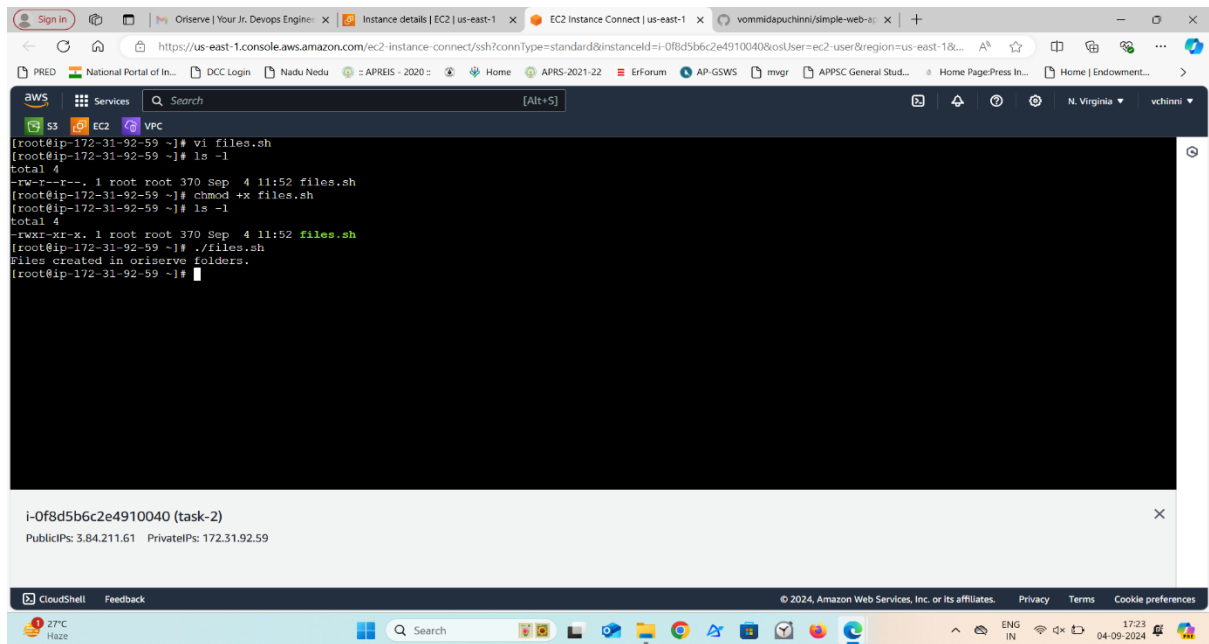 Sign in
Oriserve | Your Jr. Devops Enginee
Instance details | EC2 | us-east-1
EC2 Instance Connect | us-east-1
vommidapuchinni/simple-web-ap
https://us-east-1.console.aws.amazon.com/ec2-instance-connect/ssh?connType=standard&instanceId=i-0f8d5b6c2e4910040&osUser=ec2-user&region=us-east-1&...
PRED National Portal of In... DCC Login Nadu Nedu :: APREIS - 2020 :: Home APRS-2021-22 ErForum AP-GSWS mvgr APPSC General Stud... Home Page:Press In... Home | Endowment...
aws Services Search [Alt+S] N. Virginia vchinni
S3 EC2 VPC
[root@ip-172-31-92-59 ~]# vi files.sh
[root@ip-172-31-92-59 ~]# ls -l
total 4
-rw-r--r--. 1 root root 370 Sep  4 11:52 files.sh
[root@ip-172-31-92-59 ~]# chmod +x files.sh
[root@ip-172-31-92-59 ~]# ls -l
total 4
-rwxr-xr-x. 1 root root 370 Sep  4 11:52 files.sh
[root@ip-172-31-92-59 ~]# ./files.sh
Files created in oriserve folders.
[root@ip-172-31-92-59 ~]#
i-0f8d5b6c2e4910040 (task-2)
PublicIPs: 3.84.211.61 PrivateIPs: 172.31.92.59
CloudShell Feedback © 2024, Amazon Web Services, Inc. or its affiliates. Privacy Terms Cookie preferences
1 27°C Search ENG 17:23
Haze IN 04-09-2024